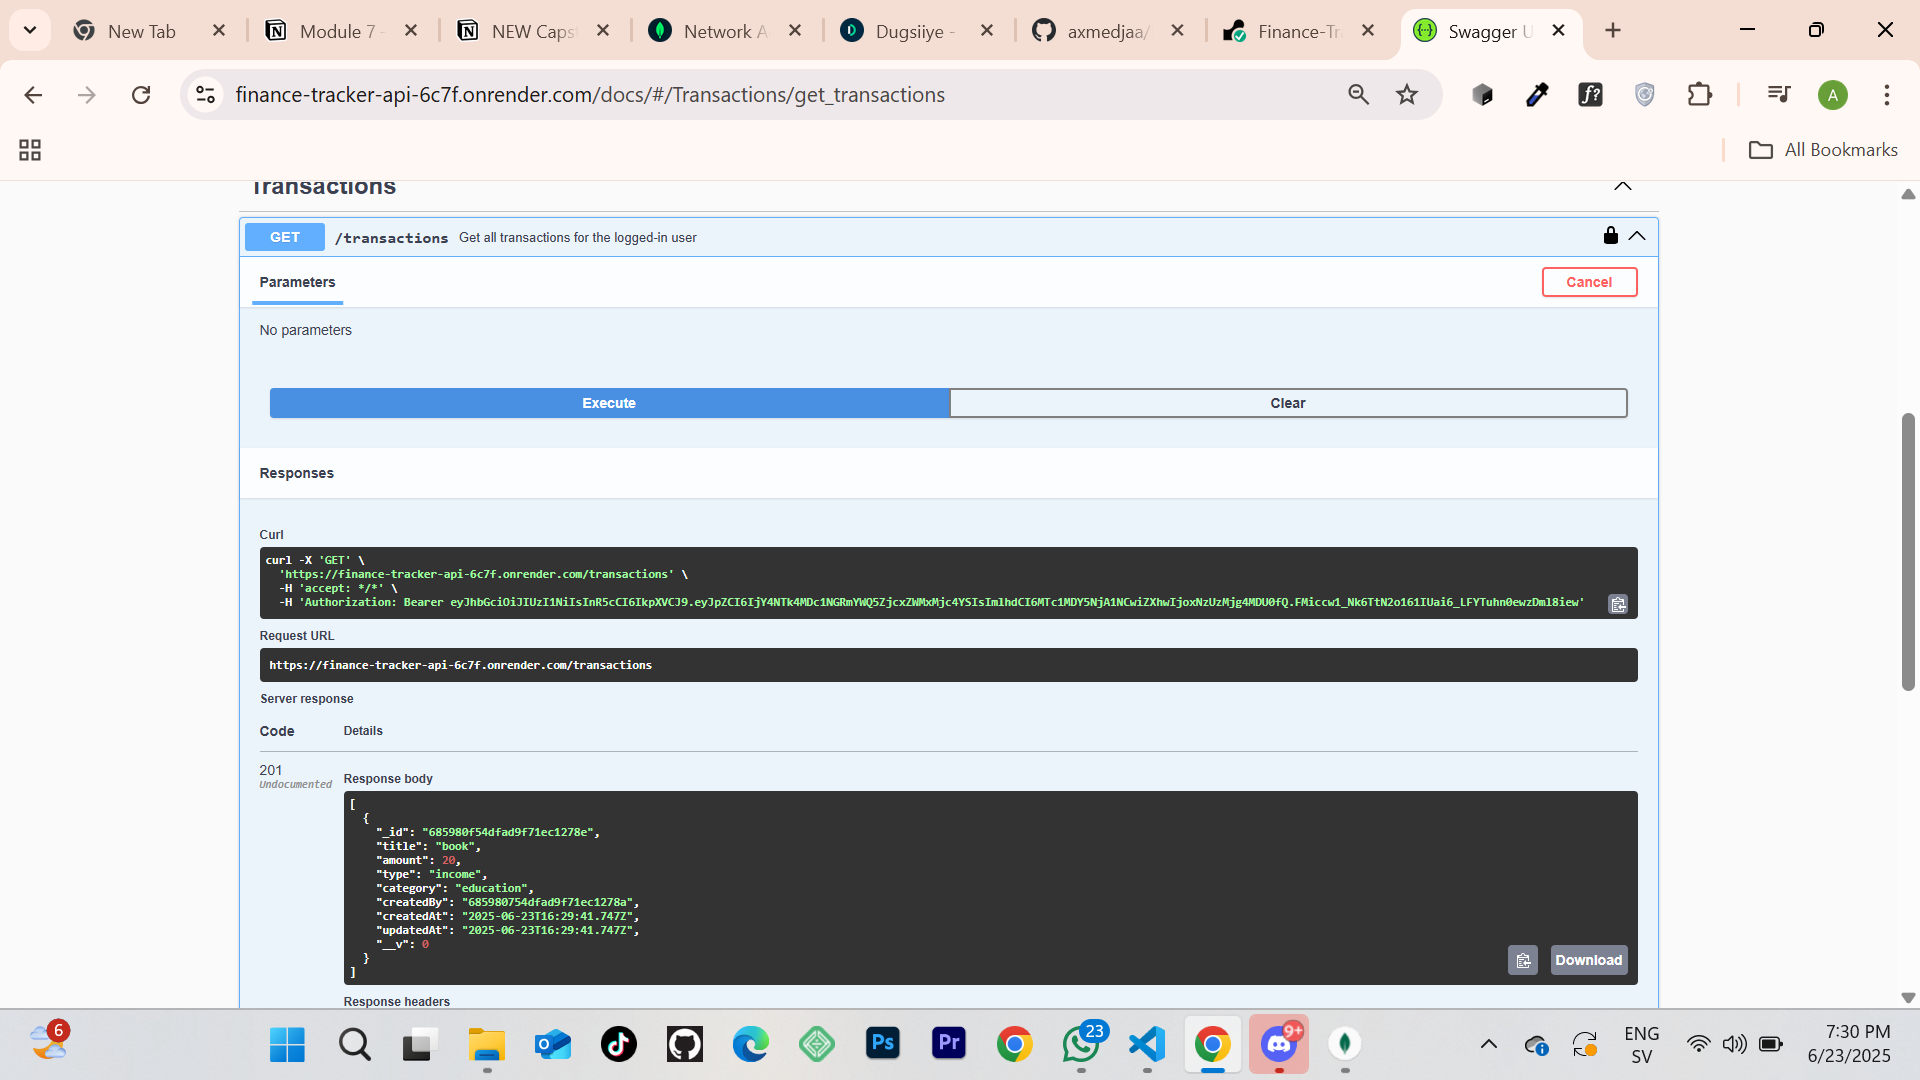 New Tab
Module 7 -
NEW Caps
Network A
Dugsiiye -
axmedjaa/
Finance-Tr
Swagger U
finance-tracker-api-6c7f.onrender.com/docs/#/Transactions/get_transactions
A
All Bookmarks
Transactions
GET /transactions Get all transactions for the logged-in user
Parameters
Cancel
No parameters
Execute
Clear
Responses
Curl
curl -X 'GET' \
'https://finance-tracker-api-6c7f.onrender.com/transactions' \
-H 'accept: */*' \
-H 'Authorization: Bearer eyJhbGciOiJIUzI1NiIsInR5cCI6IkpXVCJ9.eyJpZCI6IjY4NTk4MDc1NGRmYWQ5ZjcxZWMxMjc4YSIsImlhdCI6MTc1MDY5NjA1NCwiZXhwIjoxNzUzMjg4MDU0fQ.FMiccw1_Nk6TtN2o161IUai6_LFYTuhn0ewzDml8iew'
Request URL
https://finance-tracker-api-6c7f.onrender.com/transactions
Server response
Code Details
201
Undocumented
Response body
[
{
"_id": "685980f54dfad9f71ec1278e",
"title": "book",
"amount": 20,
"type": "income",
"category": "education",
"createdBy": "685980754dfad9f71ec1278a",
"createdAt": "2025-06-23T16:29:41.747Z",
"updatedAt": "2025-06-23T16:29:41.747Z",
"__v": 0
}
]
Download
Response headers
6
Ps
Pr
23
9+
ENG
SV
7:30 PM
6/23/2025